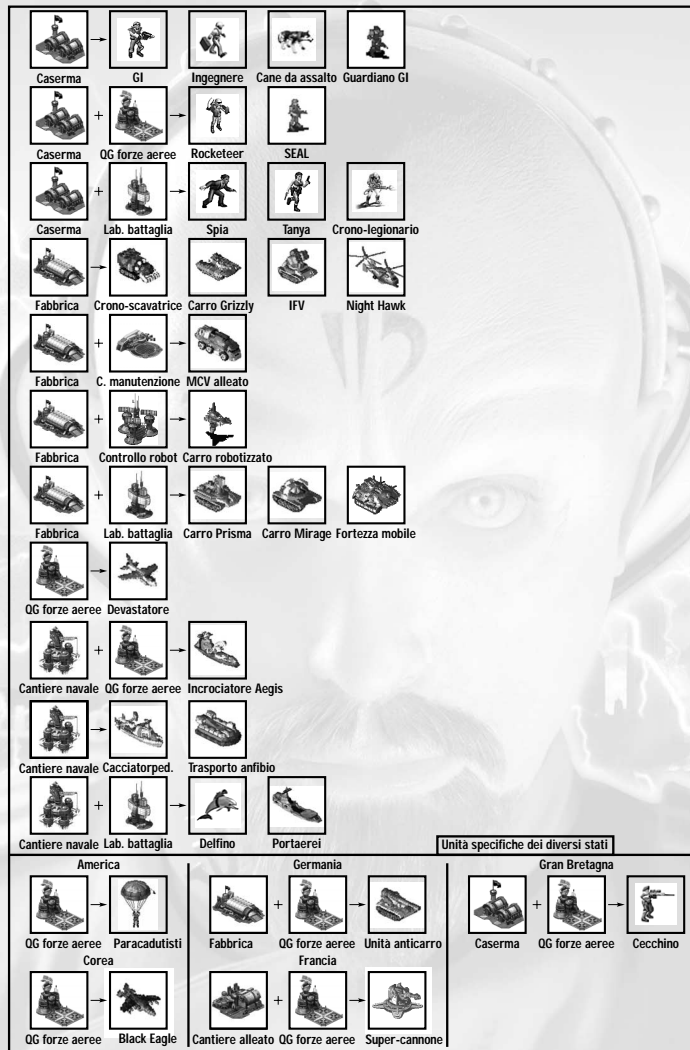 Caserma GI Ingegnere Cane da assalto Guardiano GI
+
Caserma QG forze aeree Rocketeer SEAL
+
Caserma Lab. battaglia Spia Tanya Crono-legionario
Fabbrica Crono-scavatrice Carro Grizzly IFV Night Hawk
+
Fabbrica C. manutenzione MCV alleato
+
Fabbrica Controllo robot Carro robotizzato
+
Fabbrica Lab. battaglia Carro Prisma Carro Mirage Fortezza mobile
QG forze aeree Devastatore
+
Cantiere navale QG forze aeree Incrociatore Aegis
Cantiere navale Cacciatorped. Trasporto anfibio
+
Cantiere navale Lab. battaglia Delfino Portaerei
Unità specifiche dei diversi stati
America
QG forze aeree Paracadutisti
Germania
+
Fabbrica QG forze aeree Unità anticarro
Gran Bretagna
+
Caserma QG forze aeree Cecchino
Corea
QG forze aeree Black Eagle
Francia
+
Cantiere alleato QG forze aeree Super-cannone